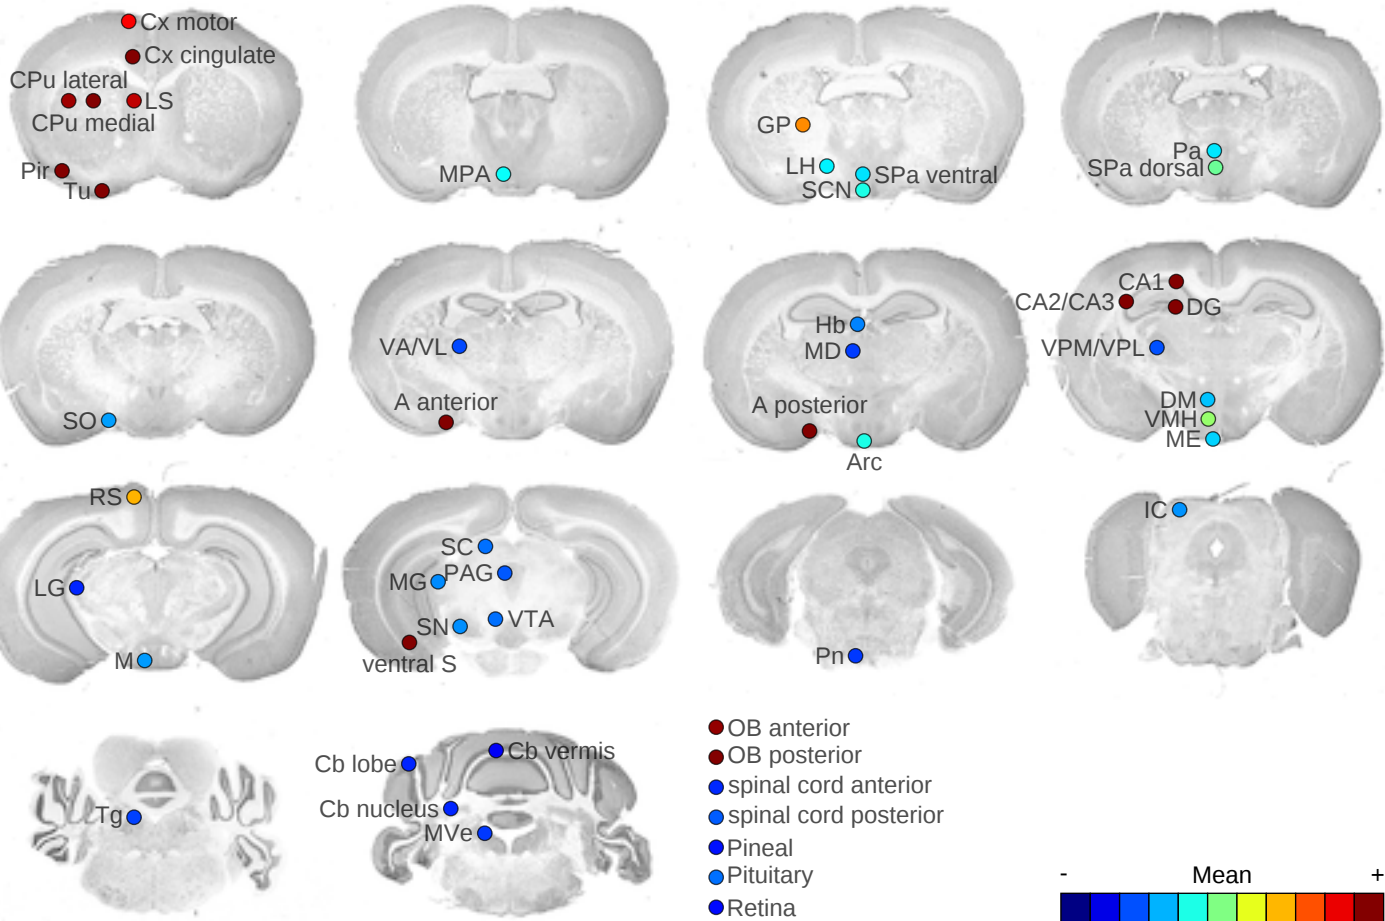 Cx motor
Cx cingulate
CPu lateral
LS
CPu medial
Pir
Tu
MPA
GP
LH
SPa ventral
SCN
Pa
SPa dorsal
SO
VA/VL
A anterior
Hb
MD
A posterior
Arc
CA1
CA2/CA3
DG
VPM/VPL
DM
VMH
ME
RS
LG
M
SC
PAG
MG
VTA
SN
ventral S
Pn
IC
Tg
Cb vermis
Cb lobe
Cb nucleus
MVe
OB anterior
OB posterior
spinal cord anterior
spinal cord posterior
Pineal
Pituitary
Retina
- Mean +